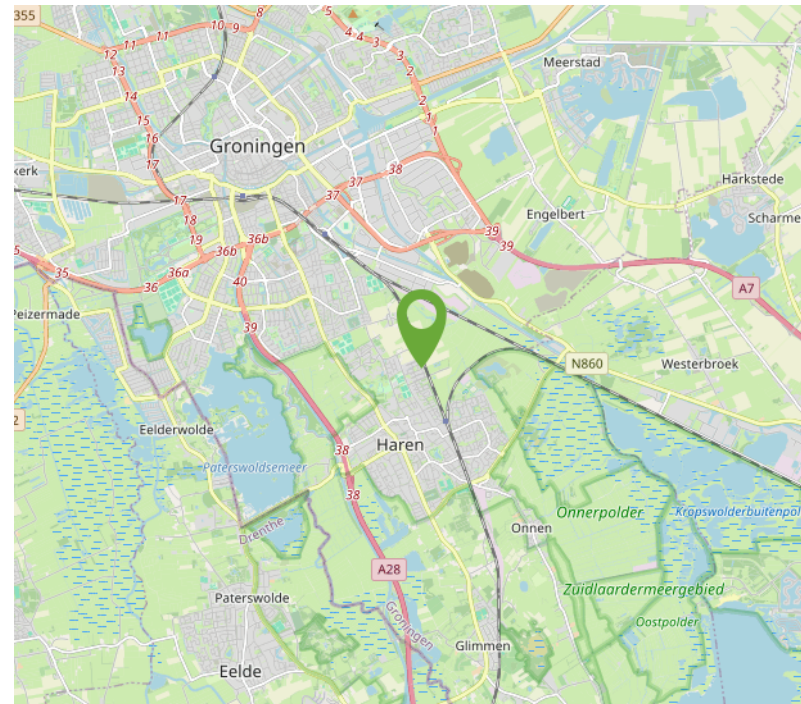 355
8
10
9
11
11
12
13
14
15
16
17
17
18
19
5
4
4
3
3
2
2
1
1
Meerstad
Groningen
kerk
37
38
37
36b
36b
36a
36
35
5
40
39
39
39
Engelbert
Harkstede
Scharme
A7
Peizermade
N860
Westerbroek
2
Eelderwolde
Haren
38
38
Paterswoldsemeer
Drenthe
Onnerpolder
Kropswolderbuitenpol
Onnen
A28
Paterswolde
Zuidlaardermeergebied
Oostpolder
Groningen
Glimmen
Eelde